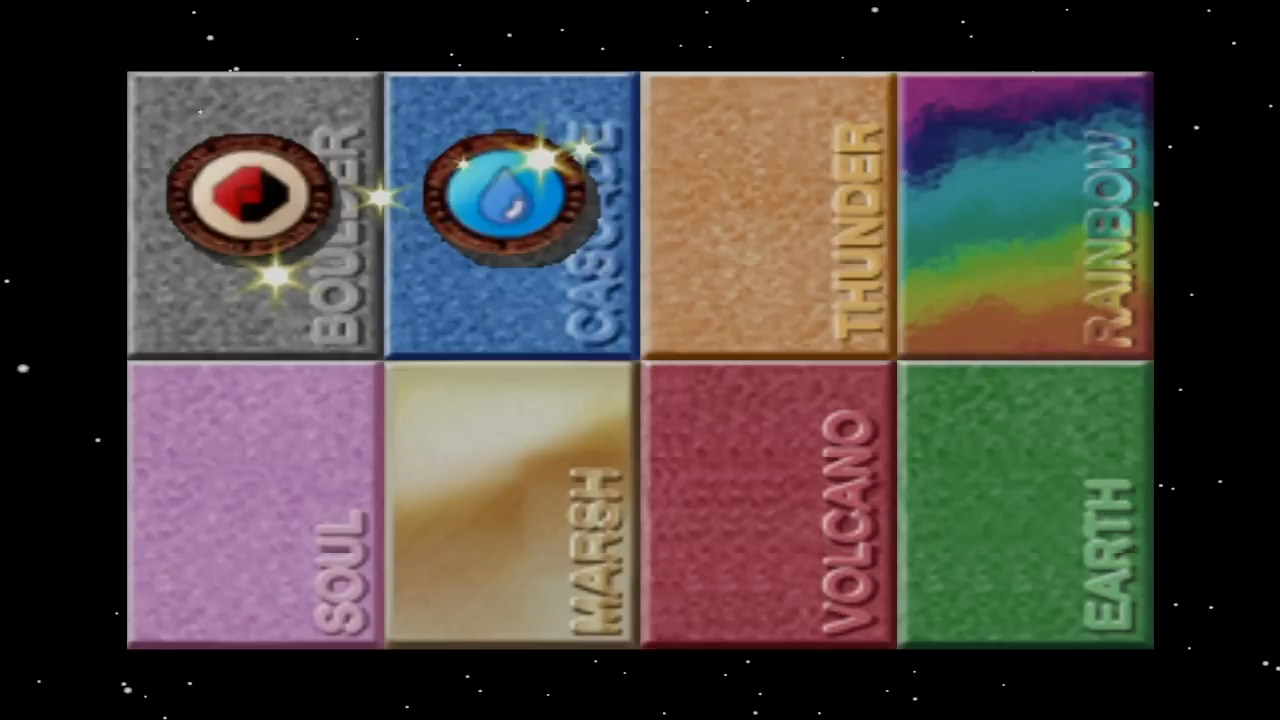 BOULDER
CASCADE
THUNDER
RAINBOW
SOUL
MARSH
VOLCANO
EARTH